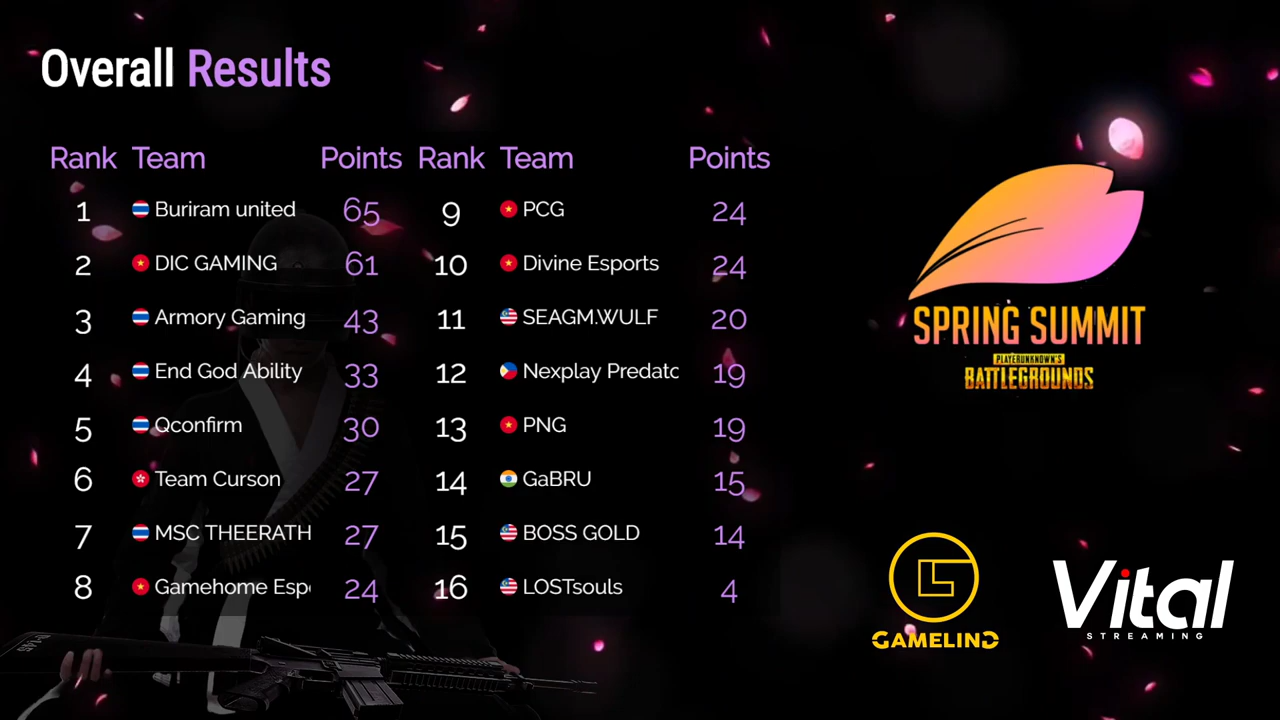 Overall Results
Rank Team Points Rank Team Points
1 Buriram united 65 9 PCG 24
2 DIC GAMING 61 10 Divine Esports 24
3 Armory Gaming 43 11 SEAGM.WULF 20
4 End God Ability 33 12 Nexplay Predatc 19
5 Qconfirm 30 13 PNG 19
6 Team Curson 27 14 GaBRU 15
7 MSC THEERATH 27 15 BOSS GOLD 14
8 Gamehome Esp 24 16 LOSTsouls 4
SPRING SUMMIT
PLAYERUNKNOWN'S
BATTLEGROUNDS
GAMELIND
Vital
STREAMING